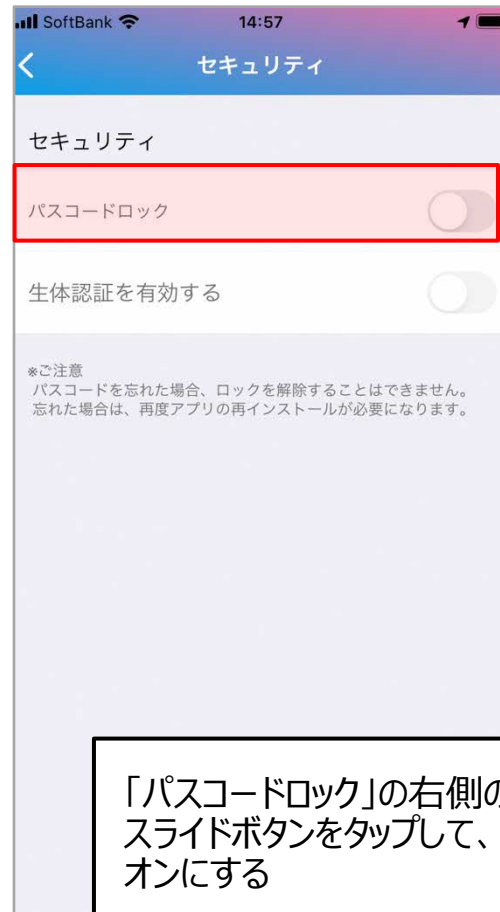 SoftBank 14:57
セキュリティ
セキュリティ
パスコードロック
生体認証を有効する
※ご注意
パスコードを忘れた場合、ロックを解除することはできません。
忘れた場合は、再度アプリの再インストールが必要になります。
「パスコードロック」の右側の
スライドボタンをタップして、
オンにする